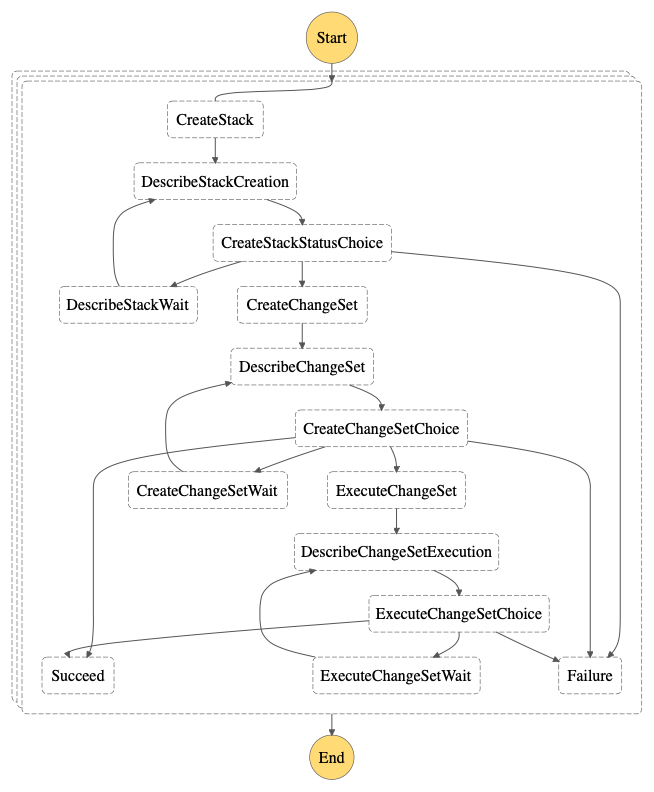 Start
CreateStack
DescribeStackCreation
CreateStackStatusChoice
DescribeStackWait
CreateChangeSet
DescribeChangeSet
CreateChangeSetChoice
CreateChangeSetWait
ExecuteChangeSet
DescribeChangeSetExecution
ExecuteChangeSetChoice
Succeed
ExecuteChangeSetWait
Failure
End